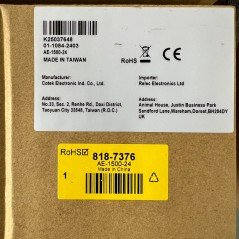 K25037648
01-1084-2403
AE-1500-24
MADE IN TAIWAN
RoHS
CE
Manufacturer:
Cotek Electronic Ind. Co., Ltd.
Importer:
Relec Electronics Ltd
Address:
No.33, Sec. 2, Renhe Rd., Daxi District,
Taoyuan City 33548, Taiwan (R.O.C.)
Address:
Animal House, Justin Business Park
Sandford Lane,Wareham,Dorset,BH204DY
UK
RoHS
818-7376
AE-1500-24
1
Made in China